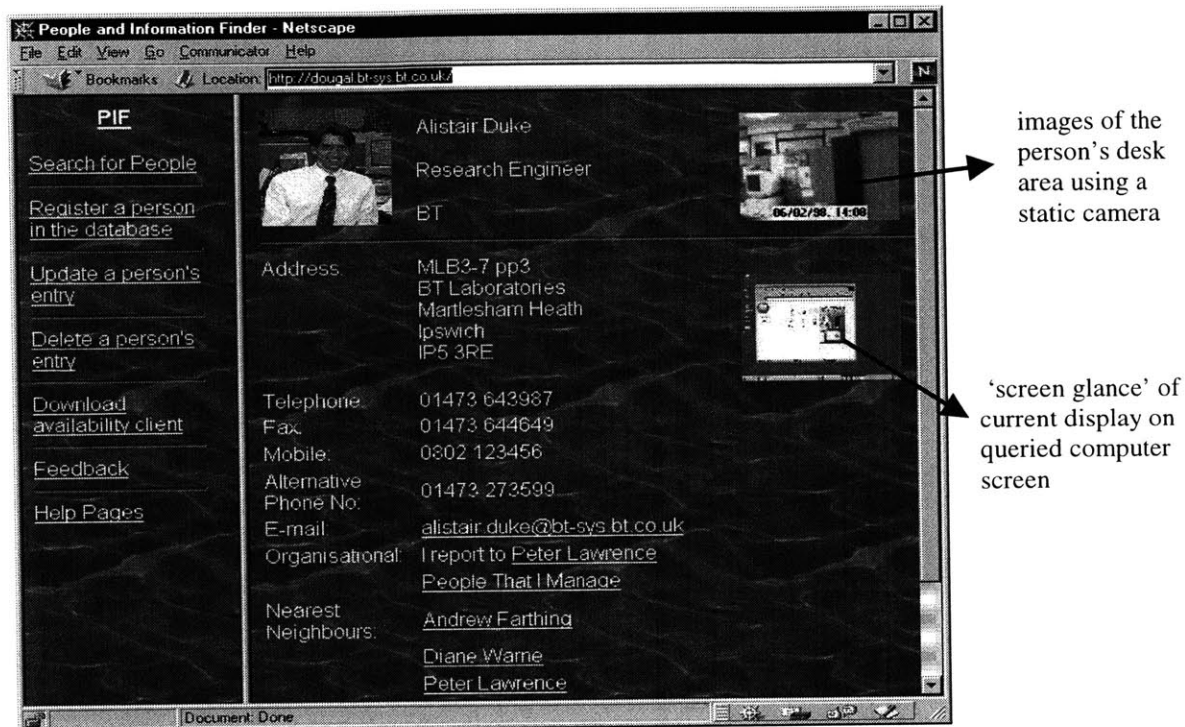 People and Information Finder - Netscape
File Edit View Go Communicator Help
Bookmarks Location: http://dougal.bt-sys.bt.co.uk/
N
PIF
Search for People
Register a person
in the database
Update a person's
entry
Delete a person's
entry
Download
availability client
Feedback
Help Pages
Alistair Duke
Research Engineer
BT
06/02/98. 14:08
Address:
MLB3-7 pp3
BT Laboratories
Martlesham Heath
Ipswich
IP5 3RE
Telephone: 01473 643987
Fax: 01473 644649
Mobile: 0802 123456
Alternative
Phone No: 01473 273599
E-mail: alistair.duke@bt-sys.bt.co.uk
Organisational: I report to Peter Lawrence
People That I Manage
Nearest
Neighbours: Andrew Farthing
Diane Warne
Peter Lawrence
Document: Done
images of the
person's desk
area using a
static camera
'screen glance' of
current display on
queried computer
screen